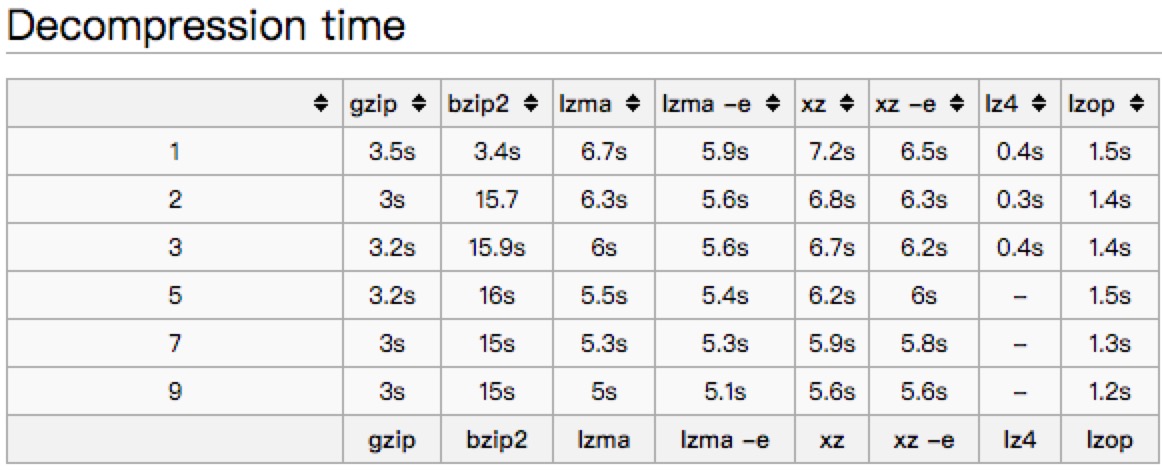 Decompression time
gzip bzip2 lzma lzma -e xz xz -e lz4 lzop
1 3.5s 3.4s 6.7s 5.9s 7.2s 6.5s 0.4s 1.5s
2 3s 15.7 6.3s 5.6s 6.8s 6.3s 0.3s 1.4s
3 3.2s 15.9s 6s 5.6s 6.7s 6.2s 0.4s 1.4s
5 3.2s 16s 5.5s 5.4s 6.2s 6s – 1.5s
7 3s 15s 5.3s 5.3s 5.9s 5.8s – 1.3s
9 3s 15s 5s 5.1s 5.6s 5.6s – 1.2s
gzip bzip2 lzma lzma -e xz xz -e lz4 lzop